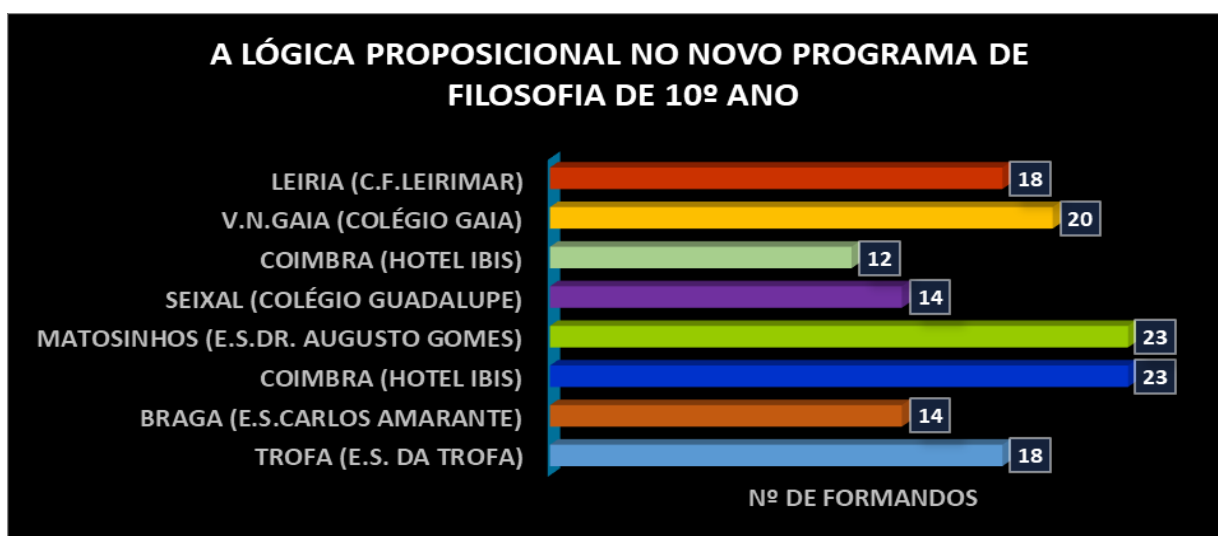 A LÓGICA PROPOSICIONAL NO NOVO PROGRAMA DE
FILOSOFIA DE 10º ANO
LEIRIA (C.F.LEIRIMAR) 18
V.N.GAIA (COLÉGIO GAIA) 20
COIMBRA (HOTEL IBIS) 12
SEIXAL (COLÉGIO GUADALUPE) 14
MATOSINHOS (E.S.DR. AUGUSTO GOMES) 23
COIMBRA (HOTEL IBIS) 23
BRAGA (E.S.CARLOS AMARANTE) 14
TROFA (E.S. DA TROFA) 18
Nº DE FORMANDOS